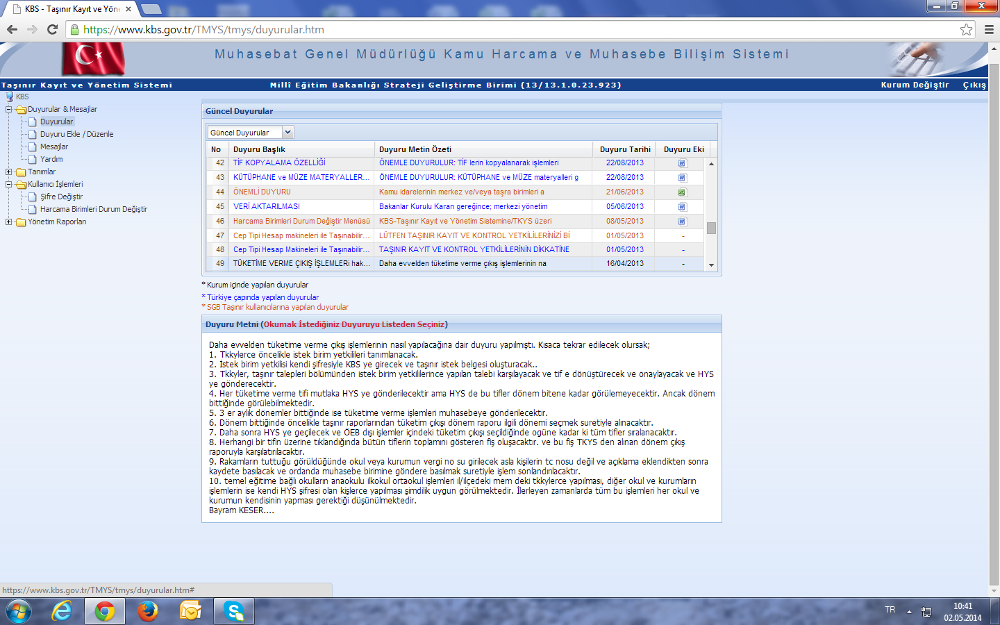 KBS - Taşınır Kayıt ve Yön
https://www.kbs.gov.tr/TMYS/tmys/duyurular.htm
Muhasebat Genel Müdürlüğü Kamu Harcama ve Muhasebe Bilişim Sistemi
Taşınır Kayıt ve Yönetim Sistemi Millî Eğitim Bakanlığı Strateji Geliştirme Birimi (13/13.1.0.23.923) Kurum Değiştir Çıkış
KBS
Duyurular & Mesajlar
Duyurular
Duyuru Ekle / Düzenle
Mesajlar
Yardım
Tanımlar
Kullanıcı İşlemleri
Şifre Değiştir
Harcama Birimleri Durum Değiştir
Yönetim Raporları
Güncel Duyurular
Güncel Duyurular
No Duyuru Başlık Duyuru Metin Özeti Duyuru Tarihi Duyuru Eki
42 TİF KOPYALAMA ÖZELLİĞİ ÖNEMLE DUYURULUR: TİF lerin kopyalanarak işlemleri 22/08/2013
43 KÜTÜPHANE ve MÜZE MATERYALLER... ÖNEMLE DUYURULUR: KÜTÜPHANE ve MÜZE materyalleri g 22/08/2013
44 ÖNEMLİ DUYURU Kamu idarelerinin merkez ve/veya taşra birimleri a 21/06/2013
45 VERİ AKTARILMASI Bakanlar Kurulu Kararı gereğince; merkezi yönetim 05/06/2013
46 Harcama Birimleri Durum Değiştir Menüsü KBS-Taşınır Kayıt ve Yönetim Sistemine/TKYS üzeri 08/05/2013
47 Cep Tipi Hesap makineleri ile Taşınabilir... LÜTFEN TAŞINIR KAYIT VE KONTROL YETKİLİLERİNİZİ Bİ 01/05/2013 -
48 Cep Tipi Hesap Makineleri ile Taşınabilir... TAŞINIR KAYIT VE KONTROL YETKİLİLERİNİN DİKKATİNE 01/05/2013 -
49 TÜKETİME VERME ÇIKIŞ İŞLEMLERi hak... Daha evvelden tüketime verme çıkış işlemlerinin na 16/04/2013 -
* Kurum içinde yapılan duyurular
* Türkiye çapında yapılan duyurular
* SGB Taşınır kullanıcılarına yapılan duyurular
Duyuru Metni (Okumak İstediğiniz Duyuruyu Listeden Seçiniz)
Daha evvelden tüketime verme çıkış işlemlerinin nasıl yapılacağına dair duyuru yapılmıştı. Kısaca tekrar edilecek olursak;
1. Tkkylerce öncelikle istek birim yetkilileri tanımlanacak.
2. İstek birim yetkilisi kendi şifresiyle KBS ye girecek ve taşınır istek belgesi oluşturacak..
3. Tkkyler, taşınır talepleri bölümünden istek birim yetkililerince yapılan talebi karşılayacak ve tif e dönüştürecek ve onaylayacak ve HYS
ye gönderecektir.
4. Her tüketime verme tifi mutlaka HYS ye gönderilecektir ama HYS de bu tifler dönem bitene kadar görülemeyecektir. Ancak dönem
bittiğinde görülebilmektedir.
5. 3 er aylık dönemler bittiğinde ise tüketime verme işlemleri muhasebeye gönderilecektir.
6. Dönem bittiğinde öncelikle taşınır raporlarından tüketim çıkışı dönem raporu ilgili dönemi seçmek suretiyle alınacaktır.
7. Daha sonra HYS ye geçilecek ve ÖEB dışı işlemler içindeki tüketim çıkışı seçildiğinde ogüne kadar ki tüm tifler sıralanacaktır.
8. Herhangi bir tifin üzerine tıklandığında bütün tiflerin toplamını gösteren fiş oluşacaktır. ve bu fiş TKYS den alınan dönem çıkış
raporuyla karşılatırılacaktır.
9. Rakamların tuttuğu görüldüğünde okul veya kurumun vergi no su girilecek asla kişilerin tc nosu değil ve açıklama eklendikten sonra
kaydete basılacak ve ordanda muhasebe birimine göndere basılmak suretiyle işlem sonlandırılacaktır.
10. temel eğitime bağlı okulların anaokulu ilkokul ortaokul işlemleri il/ilçedeki mem deki tkkylerce yapılması, diğer okul ve kurumların
işlemlerin ise kendi HYS şifresi olan kişlerce yapılması şimdilik uygun görülmektedir. İlerleyen zamanlarda tüm bu işlemleri her okul ve
kurumun kendisinin yapması gerektiği düşünülmektedir.
Bayram KESER....
https://www.kbs.gov.tr/TMYS/tmys/duyurular.htm#
TR
10:41
02.05.2014